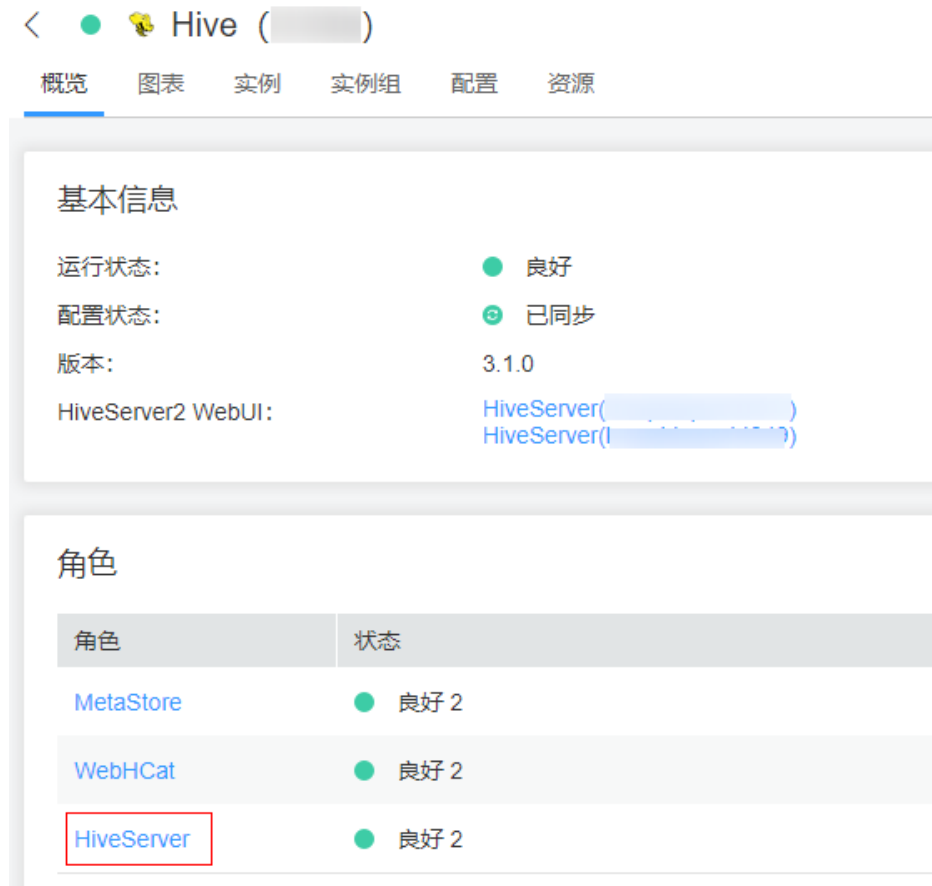 Hive ( )
概览 图表 实例 实例组 配置 资源
基本信息
运行状态： 良好
配置状态： 已同步
版本： 3.1.0
HiveServer2 WebUI： HiveServer( )
HiveServer( )
角色
角色 状态
MetaStore 良好 2
WebHCat 良好 2
HiveServer 良好 2